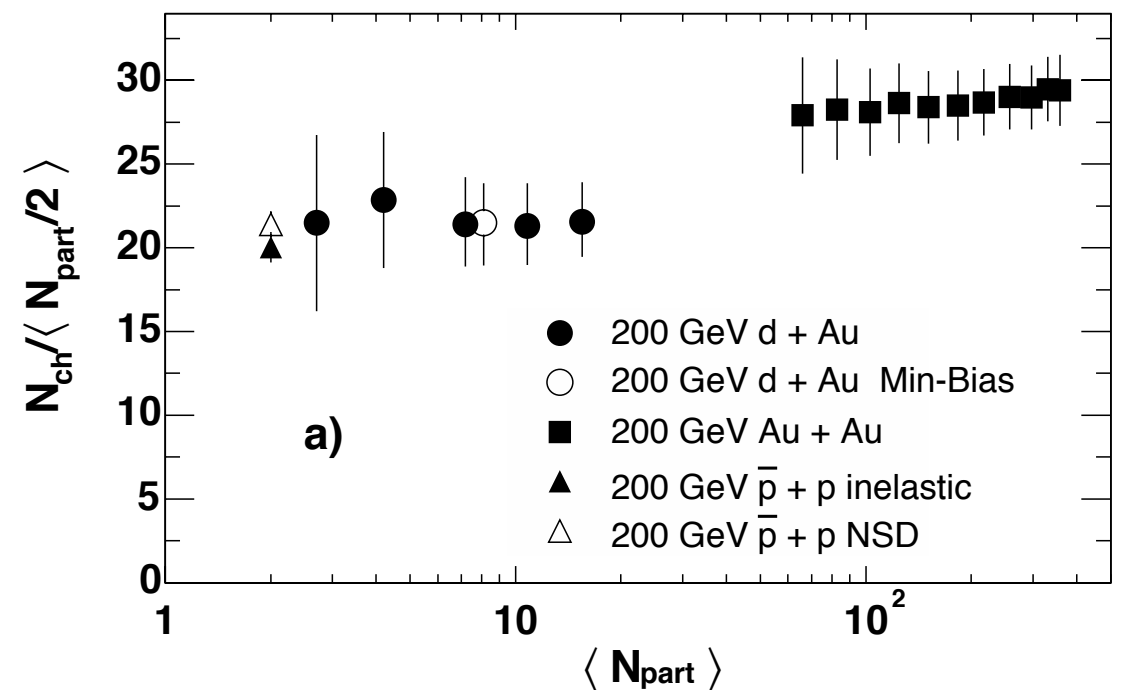 N_ch/⟨ N_part/2 ⟩
30
25
20
15
10
5
0
a)
200 GeV d + Au
200 GeV d + Au Min-Bias
200 GeV Au + Au
200 GeV p̅ + p inelastic
200 GeV p̅ + p NSD
1 10 10²
⟨ Npart ⟩